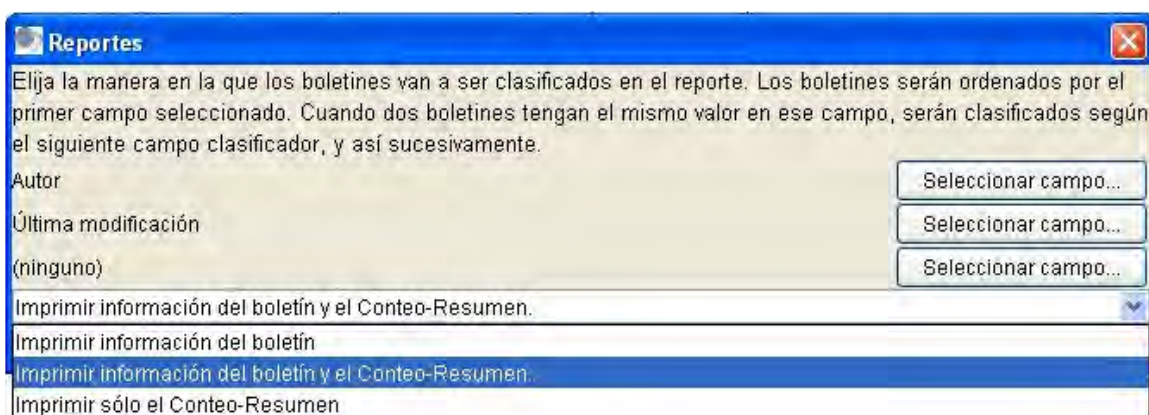 Reportes
Elija la manera en la que los boletines van a ser clasificados en el reporte. Los boletines serán ordenados por el
primer campo seleccionado. Cuando dos boletines tengan el mismo valor en ese campo, serán clasificados según
el siguiente campo clasificador, y así sucesivamente.
Autor
Seleccionar campo...
Última modificación
Seleccionar campo...
(ninguno)
Seleccionar campo...
Imprimir información del boletín y el Conteo-Resumen.
Imprimir información del boletín
Imprimir información del boletín y el Conteo-Resumen.
Imprimir sólo el Conteo-Resumen